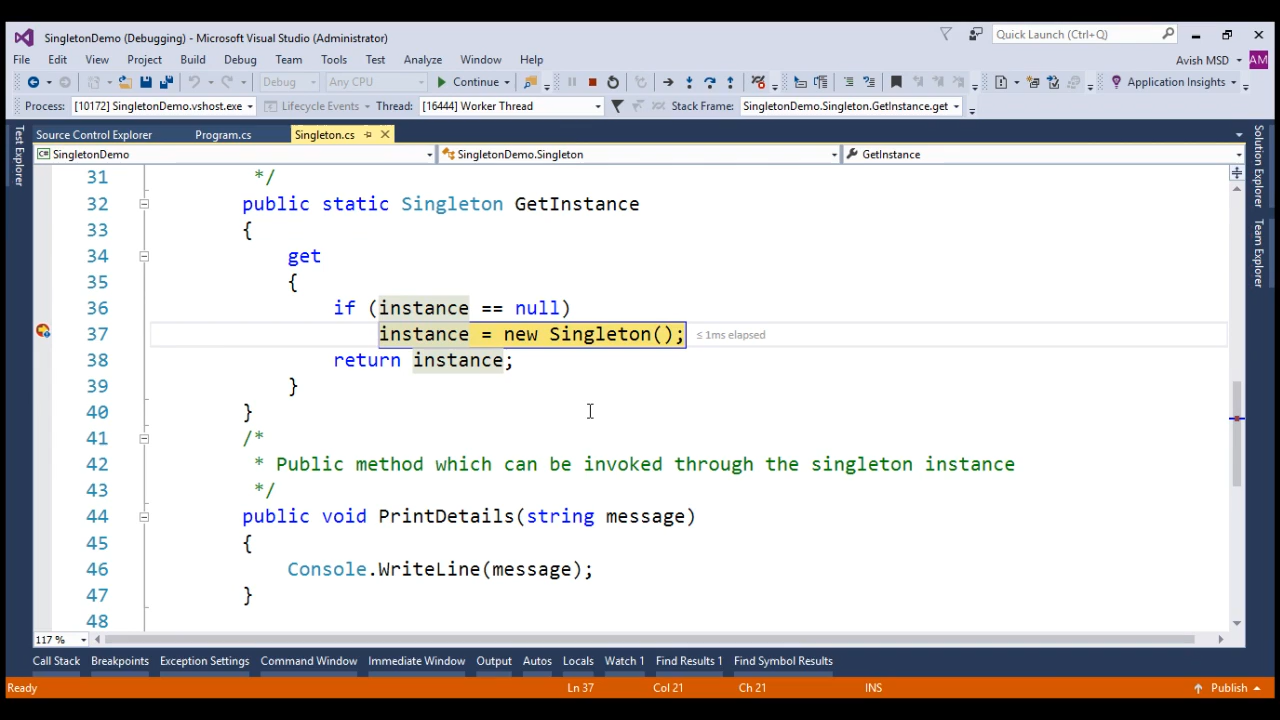 SingletonDemo (Debugging) - Microsoft Visual Studio (Administrator)
Quick Launch (Ctrl+Q)
File Edit View Project Build Debug Team Tools Test Analyze Window Help
Avish MSD AM
Debug Any CPU Continue Application Insights
Process: [10172] SingletonDemo.vshost.exe Lifecycle Events Thread: [16444] Worker Thread Stack Frame: SingletonDemo.Singleton.GetInstance.get
Test Explorer
Source Control Explorer Program.cs Singleton.cs
SingletonDemo SingletonDemo.Singleton GetInstance
31 */
32 public static Singleton GetInstance
33 {
34 get
35 {
36 if (instance == null)
37 instance = new Singleton(); ≤ 1ms elapsed
38 return instance;
39 }
40 }
41 /*
42 * Public method which can be invoked through the singleton instance
43 */
44 public void PrintDetails(string message)
45 {
46 Console.WriteLine(message);
47 }
48
Solution Explorer
Team Explorer
117 %
Call Stack Breakpoints Exception Settings Command Window Immediate Window Output Autos Locals Watch 1 Find Results 1 Find Symbol Results
Ready Ln 37 Col 21 Ch 21 INS Publish